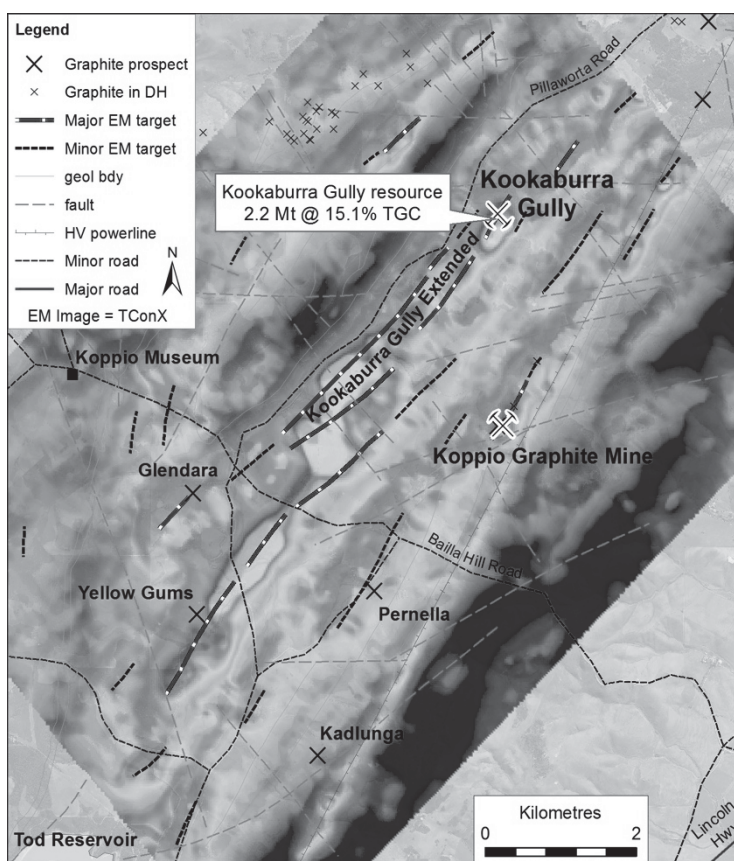 Legend
Graphite prospect
Graphite in DH
Major EM target
Minor EM target
geol bdy
fault
HV powerline
Minor road
Major road
EM Image = TConX
N
Pillaworta Road
Kookaburra Gully resource
2.2 Mt @ 15.1% TGC
Kookaburra
Gully
Kookaburra Gully Extended
Koppio Museum
Koppio Graphite Mine
Glendara
Bailla Hill Road
Yellow Gums
Pernella
Kadlunga
Tod Reservoir
Kilometres
0 2
Lincoln
Hwy